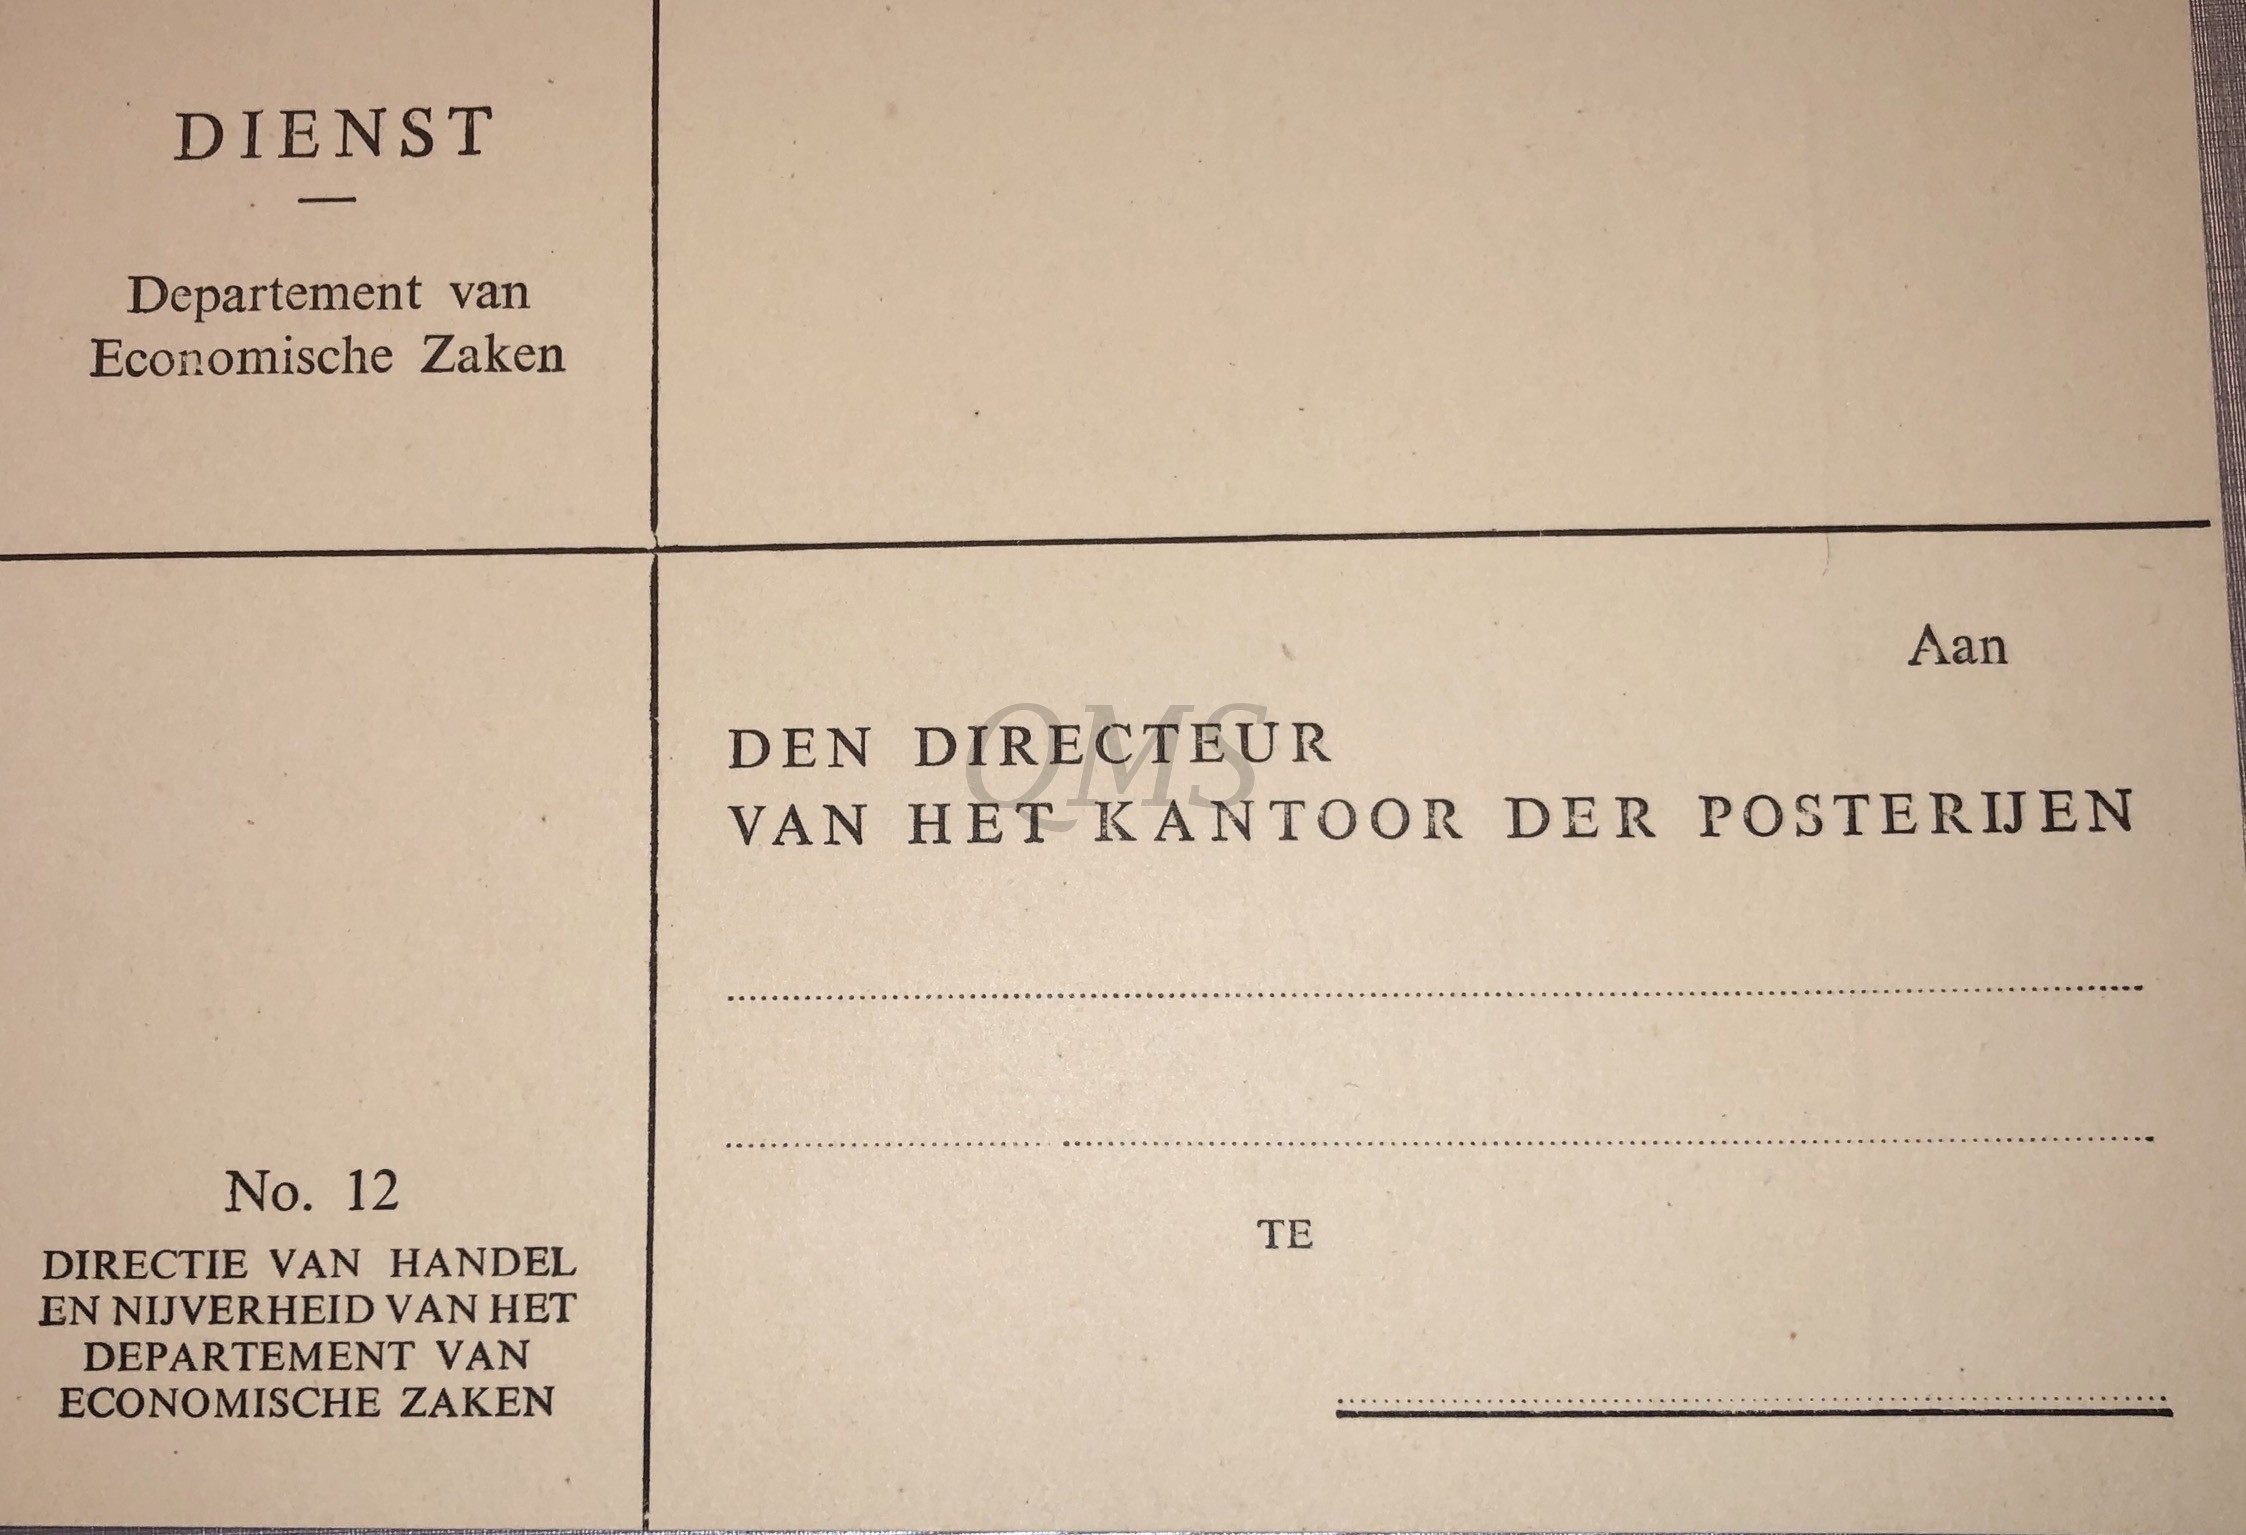 DIENST
Departement van
Economische Zaken
Aan
DEN DIRECTEUR
VAN HET KANTOOR DER POSTERIJEN
QMS
TE
No. 12
DIRECTIE VAN HANDEL
EN NIJVERHEID VAN HET
DEPARTEMENT VAN
ECONOMISCHE ZAKEN